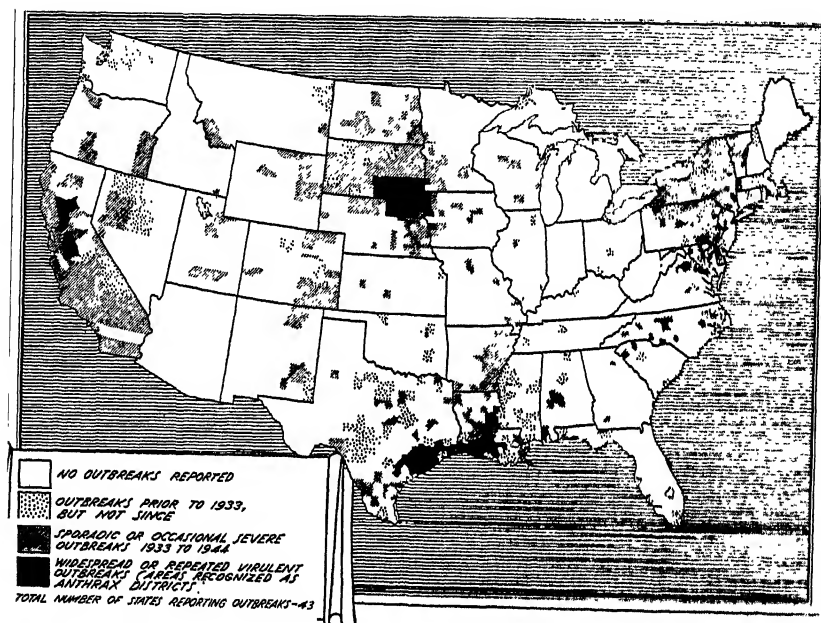 NO OUTBREAKS REPORTED
OUTBREAKS PRIOR TO 1933,
BUT NOT SINCE
SPORADIC OR OCCASIONAL SEVERE
OUTBREAKS 1933 TO 1944
WIDESPREAD OR REPEATED VIRULENT
OUTBREAKS (AREAS RECOGNIZED AS
ANTHRAX DISTRICTS.
TOTAL NUMBER OF STATES REPORTING OUTBREAKS-43